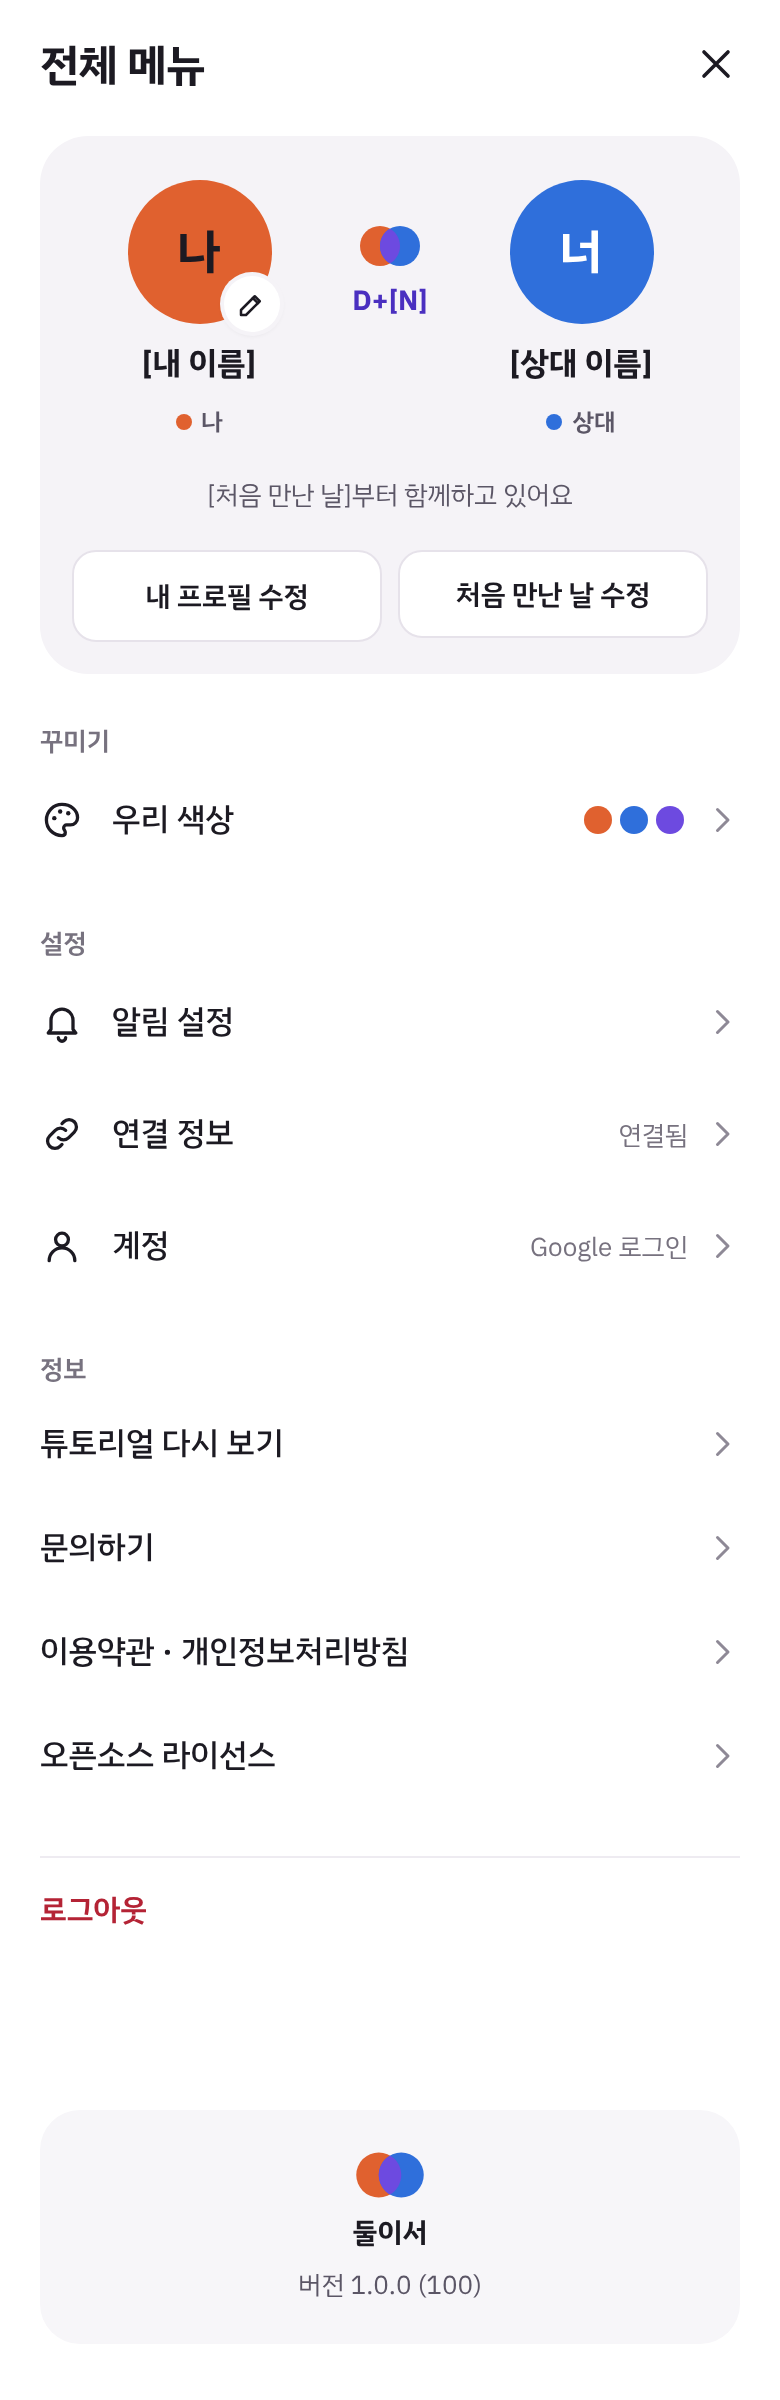 전체 메뉴
나
너
D+[N]
[내 이름]
[상대 이름]
나
상대
[처음 만난 날]부터 함께하고 있어요
내 프로필 수정
처음 만난 날 수정
꾸미기
우리 색상
설정
알림 설정
연결 정보
연결됨
계정
Google 로그인
정보
튜토리얼 다시 보기
문의하기
이용약관 · 개인정보처리방침
오픈소스 라이선스
로그아웃
둘이서
버전 1.0.0 (100)